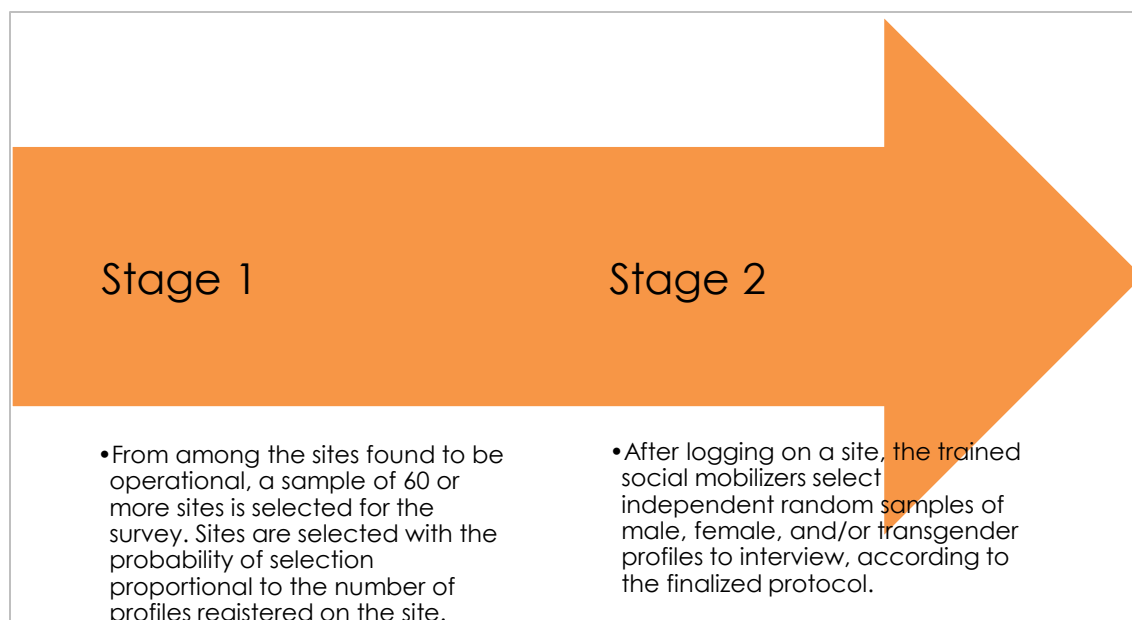 Stage 1
•From among the sites found to be
operational, a sample of 60 or
more sites is selected for the
survey. Sites are selected with the
probability of selection
proportional to the number of
profiles registered on the site.
Stage 2
•After logging on a site, the trained
social mobilizers select
independent random samples of
male, female, and/or transgender
profiles to interview, according to
the finalized protocol.